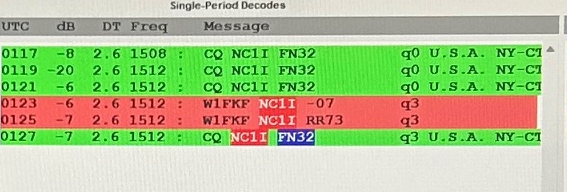 Single-Period Decodes
UTC dB DT Freq Message
0117 -8 2.6 1508 : CQ NC1I FN32 q0 U.S.A. NY-CT
0119 -20 2.6 1512 : CQ NC1I FN32 q0 U.S.A. NY-CT
0121 -6 2.6 1512 : CQ NC1I FN32 q0 U.S.A. NY-CT
0123 -6 2.6 1512 : W1FKF NC1I -07 q3
0125 -7 2.6 1512 : W1FKF NC1I RR73 q3
0127 -7 2.6 1512 : CQ NC1I FN32 q3 U.S.A. NY-CT